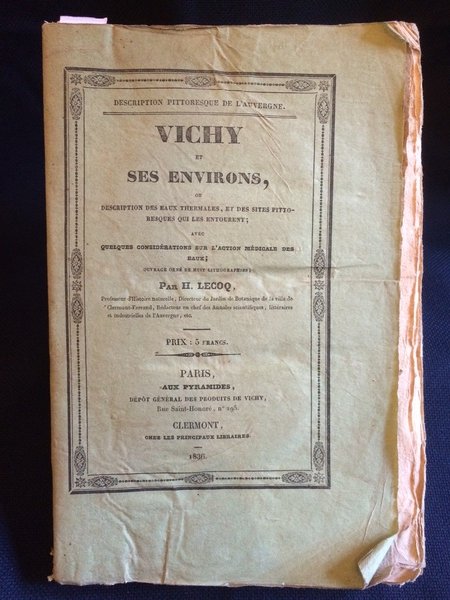 DESCRIPTION PITTORESQUE DE L'AUVERGNE.
VICHY
ET
SES ENVIRONS,
OU
DESCRIPTION DES EAUX THERMALES, ET DES SITES PITTO-
RESQUES QUI LES ENTOURENT;
AVEC
QUELQUES CONSIDÉRATIONS SUR L'ACTION MÉDICALE DES
EAUX;
OUVRAGE ORNÉ DE HUIT LITHOGRAPHIES;
PAR H. LECOQ,
Professeur d'Histoire naturelle, Directeur du Jardin de Botanique de la ville de
Clermont-Ferrand, Rédacteur en chef des Annales scientifiques, littéraires
et industrielles de l'Auvergne, etc.
PRIX : 5 FRANCS.
PARIS,
AUX PYRAMIDES,
DÉPÔT GÉNÉRAL DES PRODUITS DE VICHY,
Rue Saint-Honoré, n° 295.
CLERMONT,
CHEZ LES PRINCIPAUX LIBRAIRES.
1836.